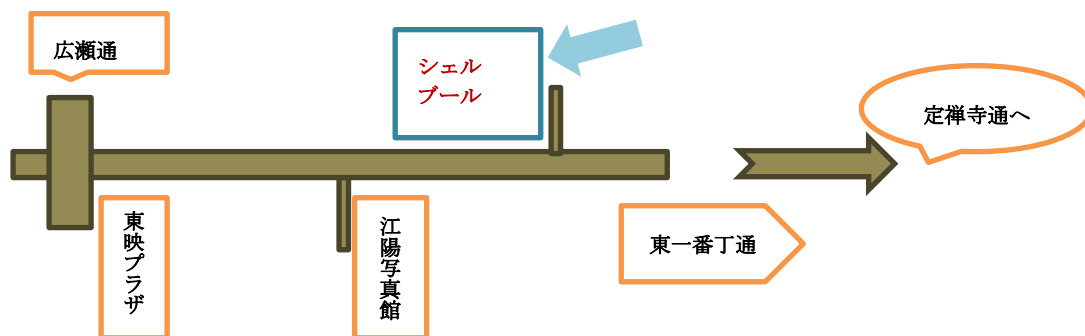 広瀬通
シェル
ブール
定禅寺通へ
東映プラザ
江陽写真館
東一番丁通